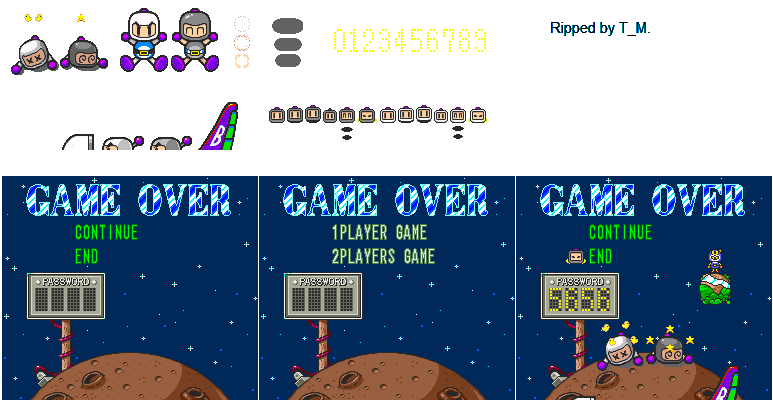 0123456789
Ripped by T_M.
B
GAME OVER
CONTINUE
END
PASSWORD
GAME OVER
1PLAYER GAME
2PLAYERS GAME
PASSWORD
GAME OVER
CONTINUE
END
PASSWORD
5656